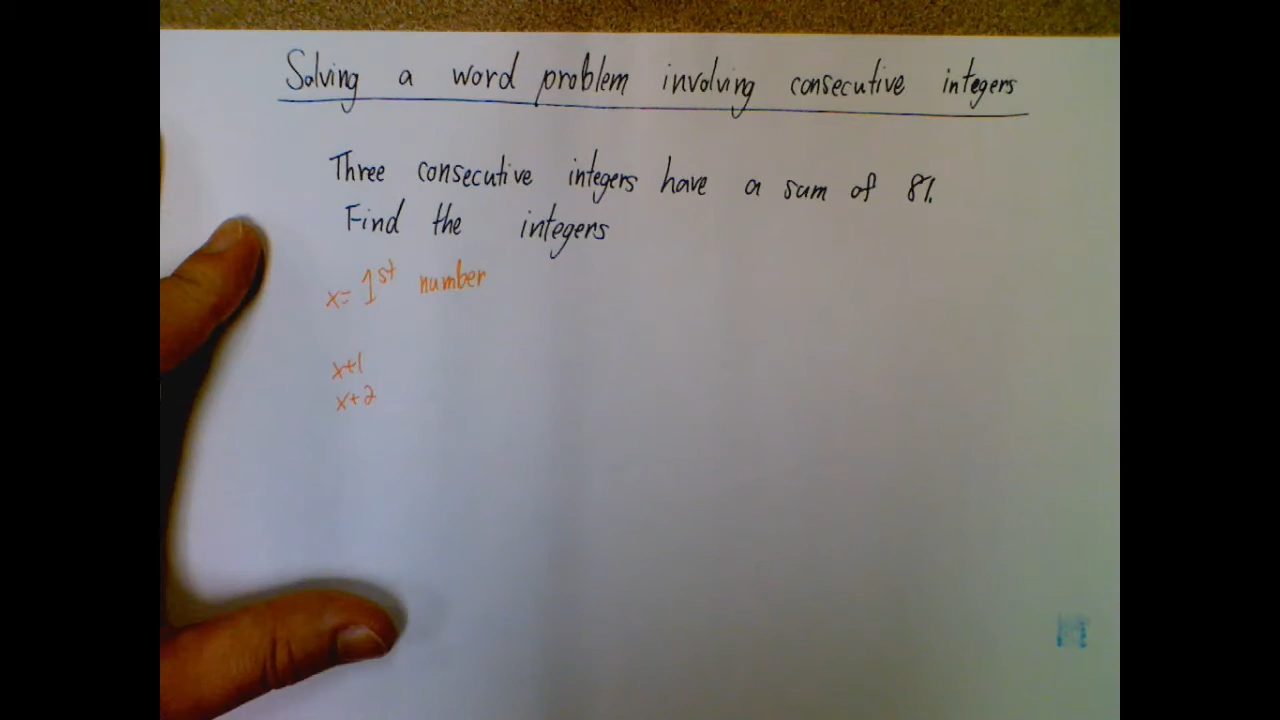 Solving a word problem involving consecutive integers
Three consecutive integers have a sum of 81.
Find the integers
x= 1st number
x+1
x+2